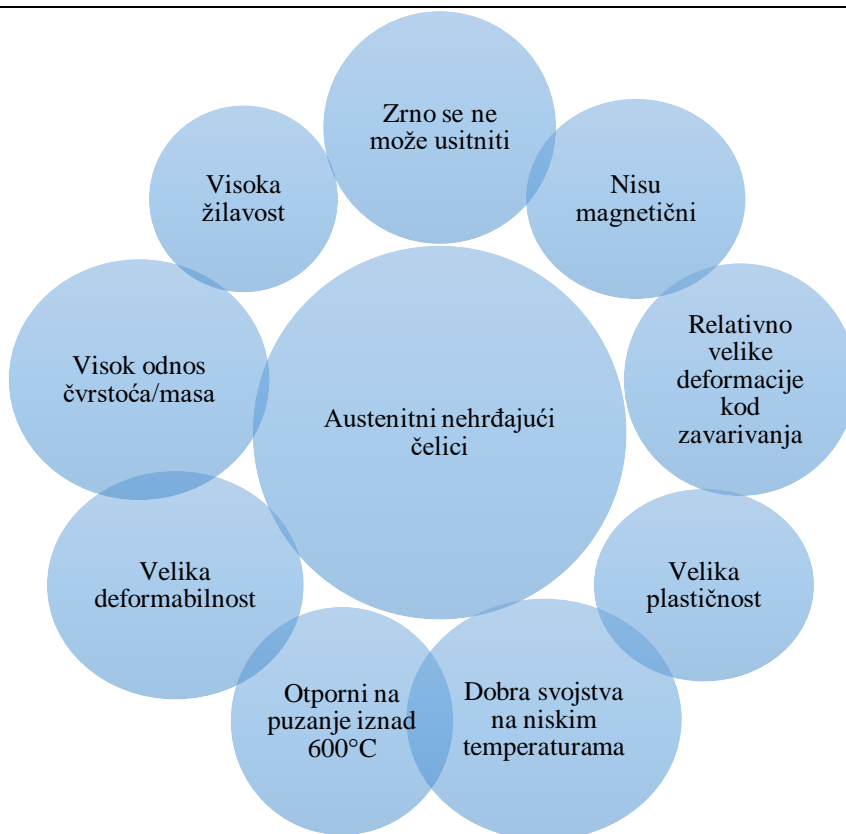 Zrno se ne
može usitniti
Nisu
magnetični
Relativno
velike
deformacije
kod
zavarivanja
Velika
plastičnost
Dobra svojstva
na niskim
temperaturama
Otporni na
puzanje iznad
600°C
Velika
deformabilnost
Visok odnos
čvrstoća/masa
Visoka
žilavost
Austenitni nehrđajući
čelici